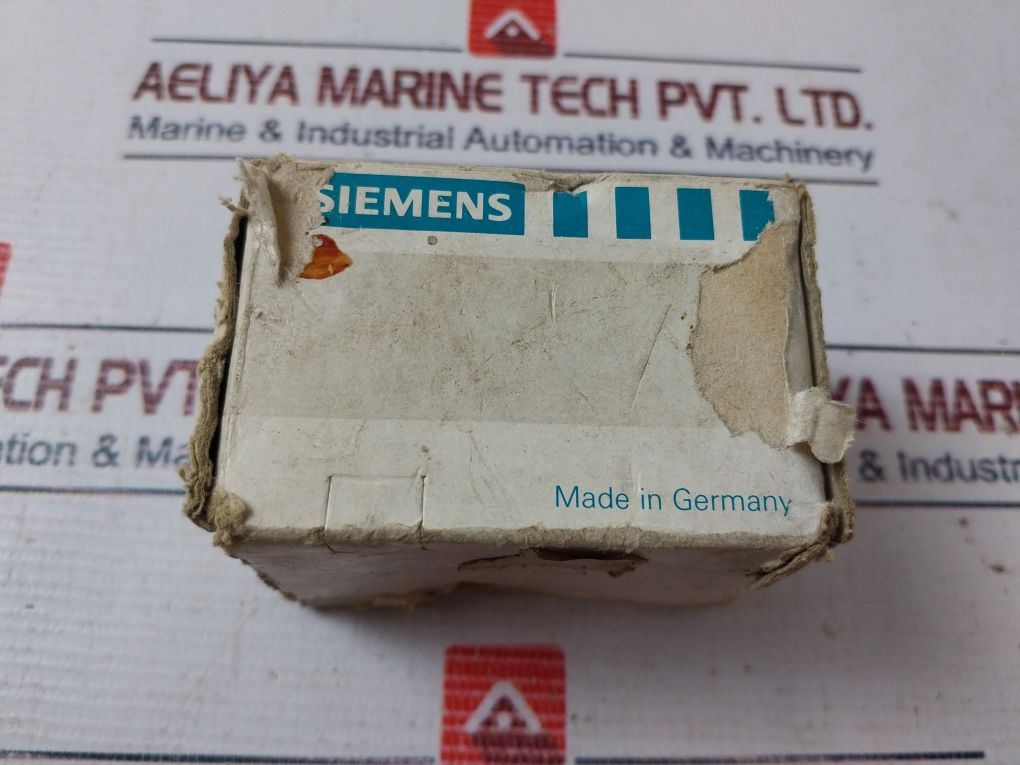 AELIYA MARINE TECH PVT. LTD.
Marine & Industrial Automation & Machinery
SIEMENS
Made in Germany
CH PVT
A MAR
tion & Ma
& Industr